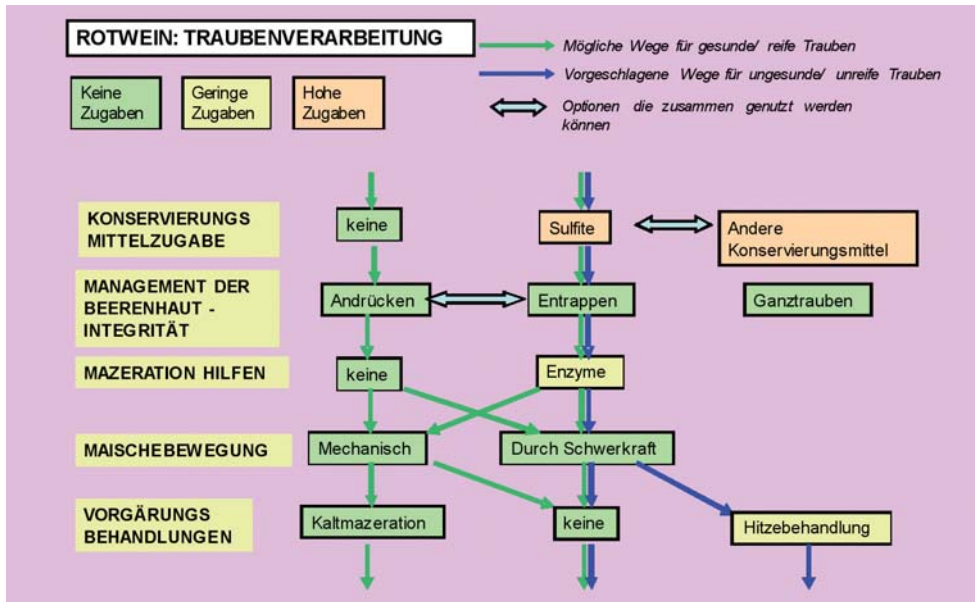 ROTWEIN: TRAUBENVERARBEITUNG
Mögliche Wege für gesunde/ reife Trauben
Vorgeschlagene Wege für ungesunde/ unreife Trauben
Optionen die zusammen genutzt werden
können
Keine
Zugaben
Geringe
Zugaben
Hohe
Zugaben
KONSERVIERUNGS
MITTELZUGABE
keine
Sulfite
Andere
Konservierungsmittel
MANAGEMENT DER
BEERENHAUT -
INTEGRITÄT
Andrücken
Entrappen
Ganztrauben
MAZERATION HILFEN
keine
Enzyme
MAISCHEBEWEGUNG
Mechanisch
Durch Schwerkraft
VORGÄRUNGS
BEHANDLUNGEN
Kaltmazeration
keine
Hitzebehandlung